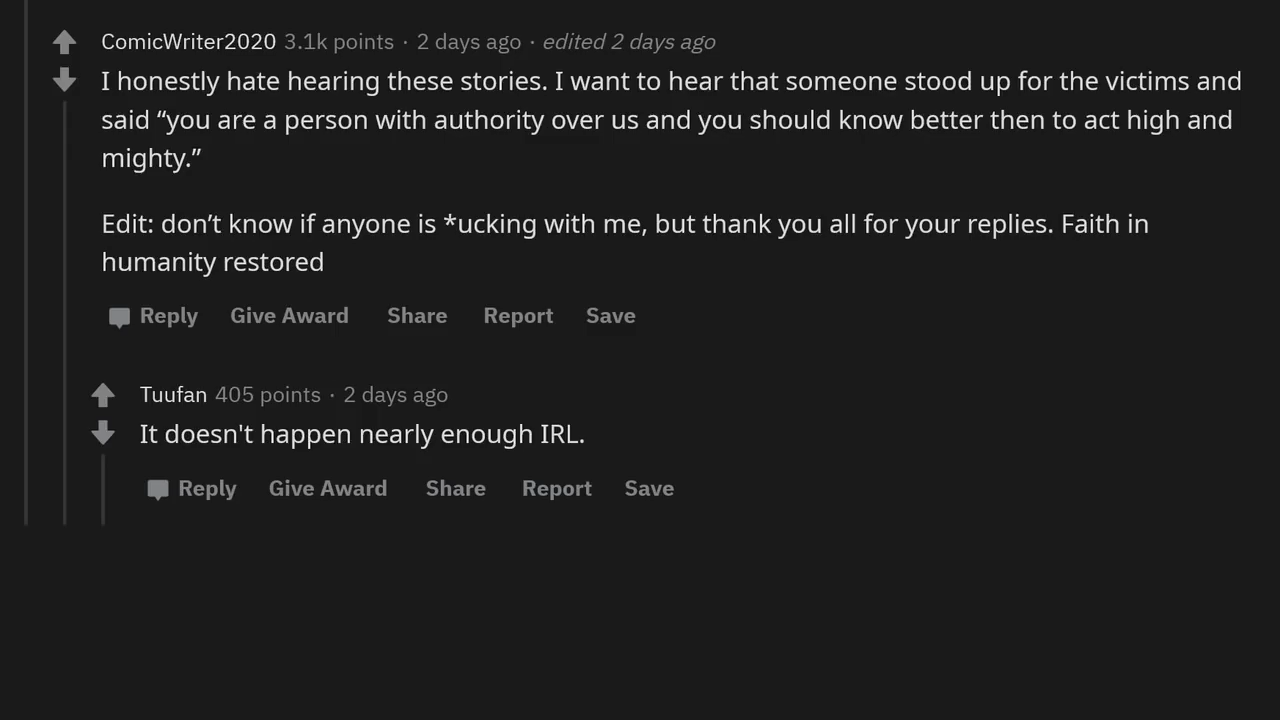 ComicWriter2020 3.1k points · 2 days ago · edited 2 days ago
I honestly hate hearing these stories. I want to hear that someone stood up for the victims and
said “you are a person with authority over us and you should know better then to act high and
mighty.”
Edit: don’t know if anyone is *ucking with me, but thank you all for your replies. Faith in
humanity restored
Reply Give Award Share Report Save
Tuufan 405 points · 2 days ago
It doesn't happen nearly enough IRL.
Reply Give Award Share Report Save